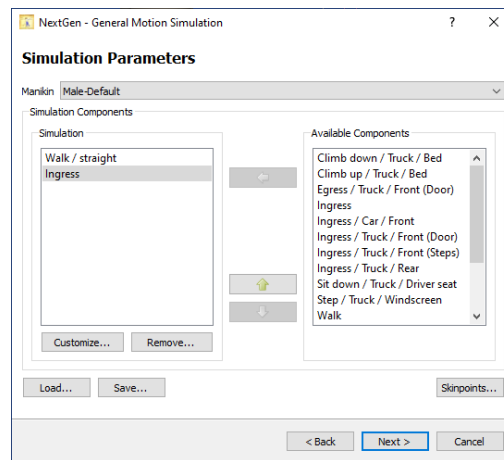 NextGen - General Motion Simulation
Simulation Parameters
Manikin Male-Default
Simulation Components
Simulation
Walk / straight
Ingress
Customize...
Remove...
Available Components
Climb down / Truck / Bed
Climb up / Truck / Bed
Egress / Truck / Front (Door)
Ingress
Ingress / Car / Front
Ingress / Truck / Front (Door)
Ingress / Truck / Front (Steps)
Ingress / Truck / Rear
Sit down / Truck / Driver seat
Step / Truck / Windscreen
Walk
Load...
Save...
Skinpoints...
< Back
Next >
Cancel